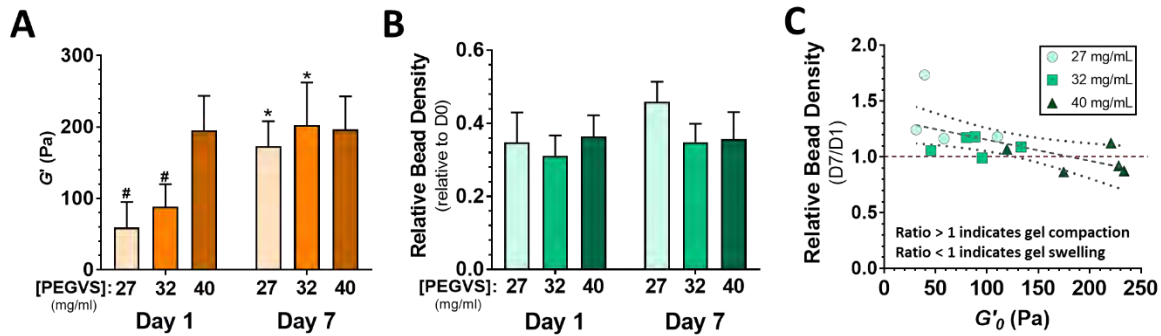 A
G' (Pa)
300
200
100
0
#
#
*
*
[PEGVS]: 27 32 40 27 32 40
(mg/ml)
Day 1 Day 7
B
Relative Bead Density
(relative to D0)
0.6
0.4
0.2
0.0
[PEGVS]: 27 32 40 27 32 40
(mg/ml)
Day 1 Day 7
C
Relative Bead Density
(D7/D1)
2.0
1.5
1.0
0.5
0.0
27 mg/mL
32 mg/mL
40 mg/mL
Ratio > 1 indicates gel compaction
Ratio < 1 indicates gel swelling
0 50 100 150 200 250
G'0 (Pa)